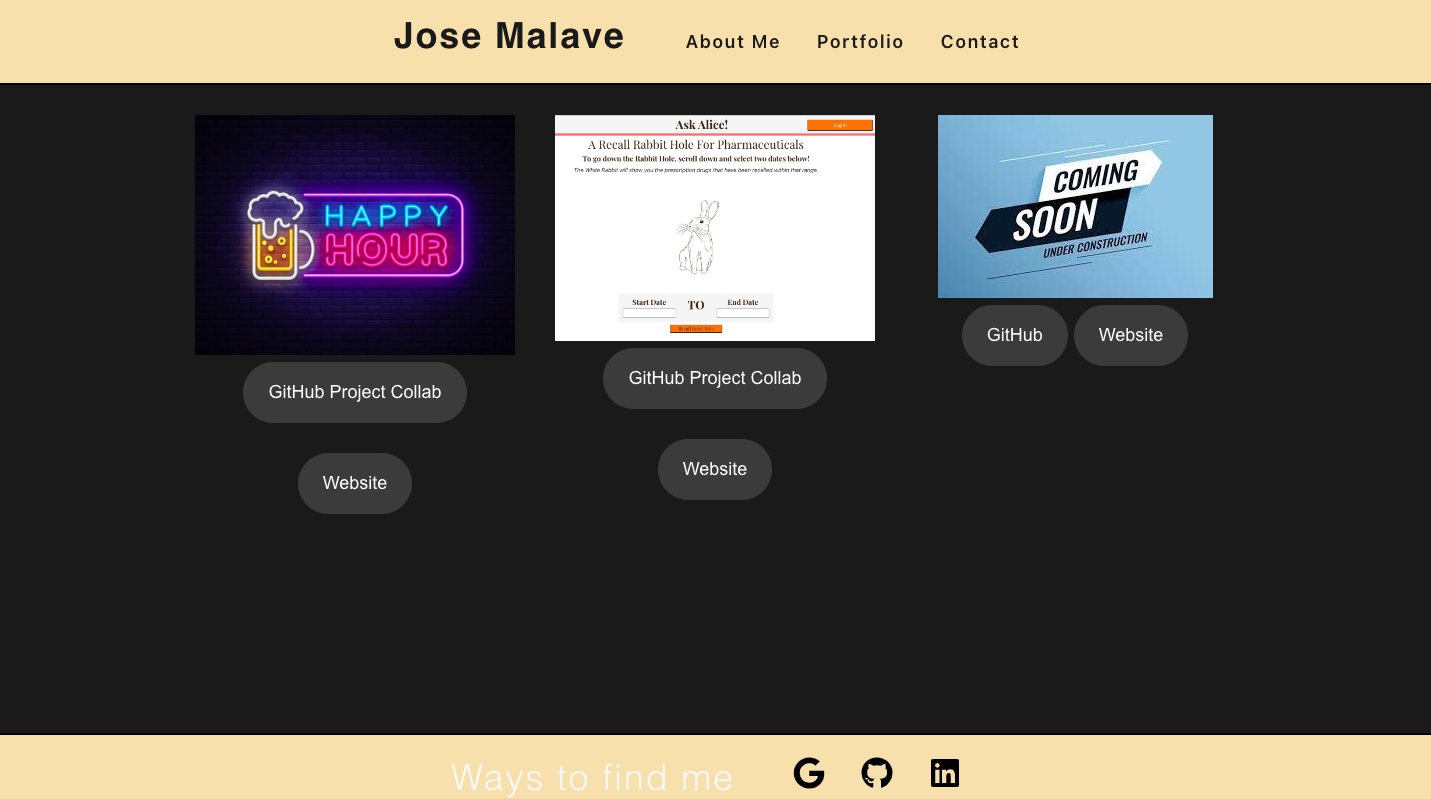 Jose Malave
About Me Portfolio Contact
HAPPY
HOUR
GitHub Project Collab
Website
Ask Alice!
Log in
A Recall Rabbit Hole For Pharmaceuticals
To go down the Rabbit Hole, scroll down and select two dates below!
The White Rabbit will show you the prescription drugs that have been recalled within that range.
Start Date TO End Date
GitHub Project Collab
Website
COMING
SOON
UNDER CONSTRUCTION
GitHub Website
Ways to find me
G in